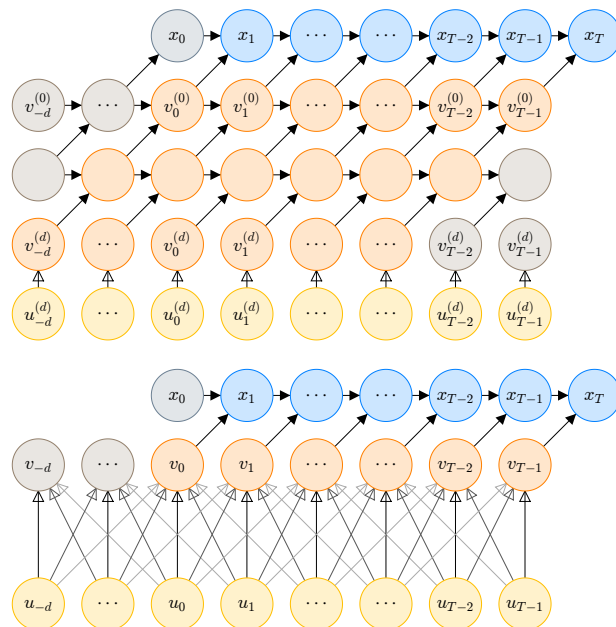 x_0 x_1 ⋯ ⋯ x_{T−2} x_{T−1} x_T
v_{−d}^{(0)} ⋯ v_0^{(0)} v_1^{(0)} ⋯ ⋯ v_{T−2}^{(0)} v_{T−1}^{(0)}
v_{−d}^{(d)} ⋯ v_0^{(d)} v_1^{(d)} ⋯ ⋯ v_{T−2}^{(d)} v_{T−1}^{(d)}
u_{−d}^{(d)} ⋯ u_0^{(d)} u_1^{(d)} ⋯ ⋯ u_{T−2}^{(d)} u_{T−1}^{(d)}
x_0 x_1 ⋯ ⋯ x_{T−2} x_{T−1} x_T
v_{−d} ⋯ v_0 v_1 ⋯ ⋯ v_{T−2} v_{T−1}
u_{−d} ⋯ u_0 u_1 ⋯ ⋯ u_{T−2} u_{T−1}